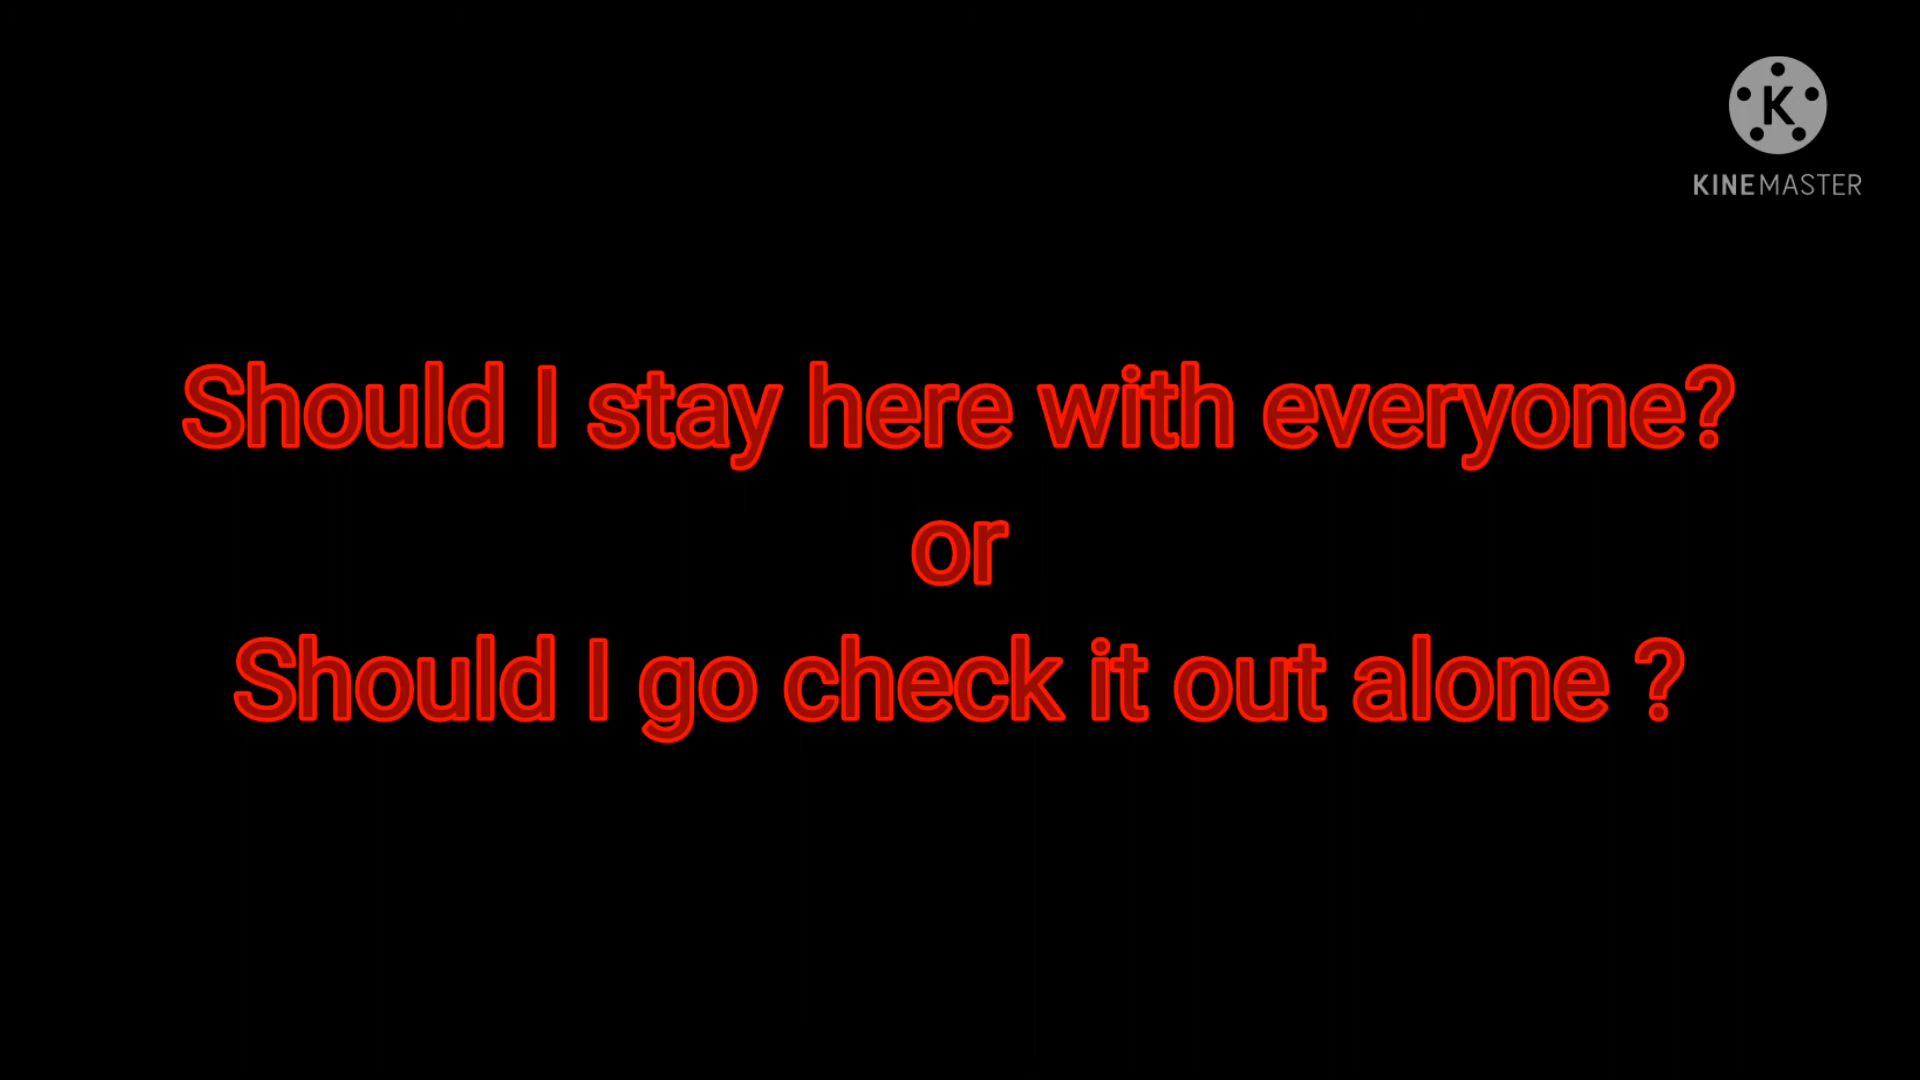 K
KINEMASTER
Should I stay here with everyone?
or
Should I go check it out alone ?